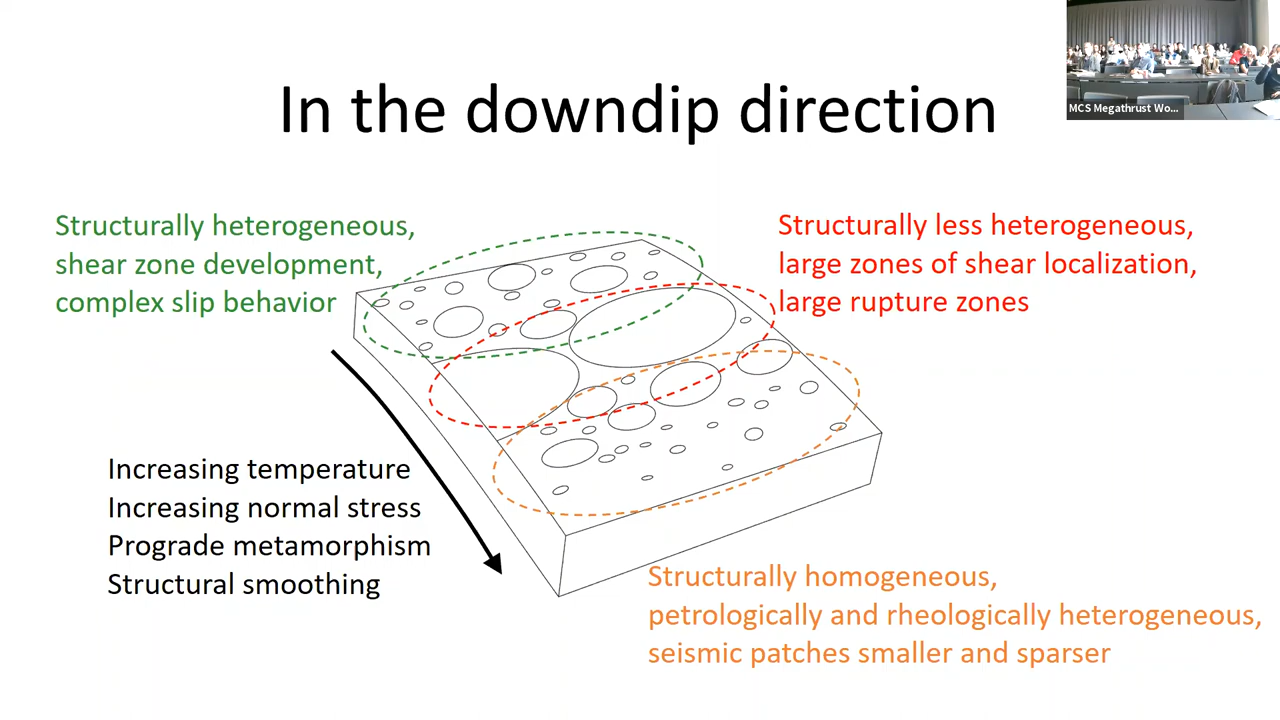 MCS Megathrust Wo...
In the downdip direction
Structurally heterogeneous,
shear zone development,
complex slip behavior
Structurally less heterogeneous,
large zones of shear localization,
large rupture zones
Increasing temperature
Increasing normal stress
Prograde metamorphism
Structural smoothing
Structurally homogeneous,
petrologically and rheologically heterogeneous,
seismic patches smaller and sparser